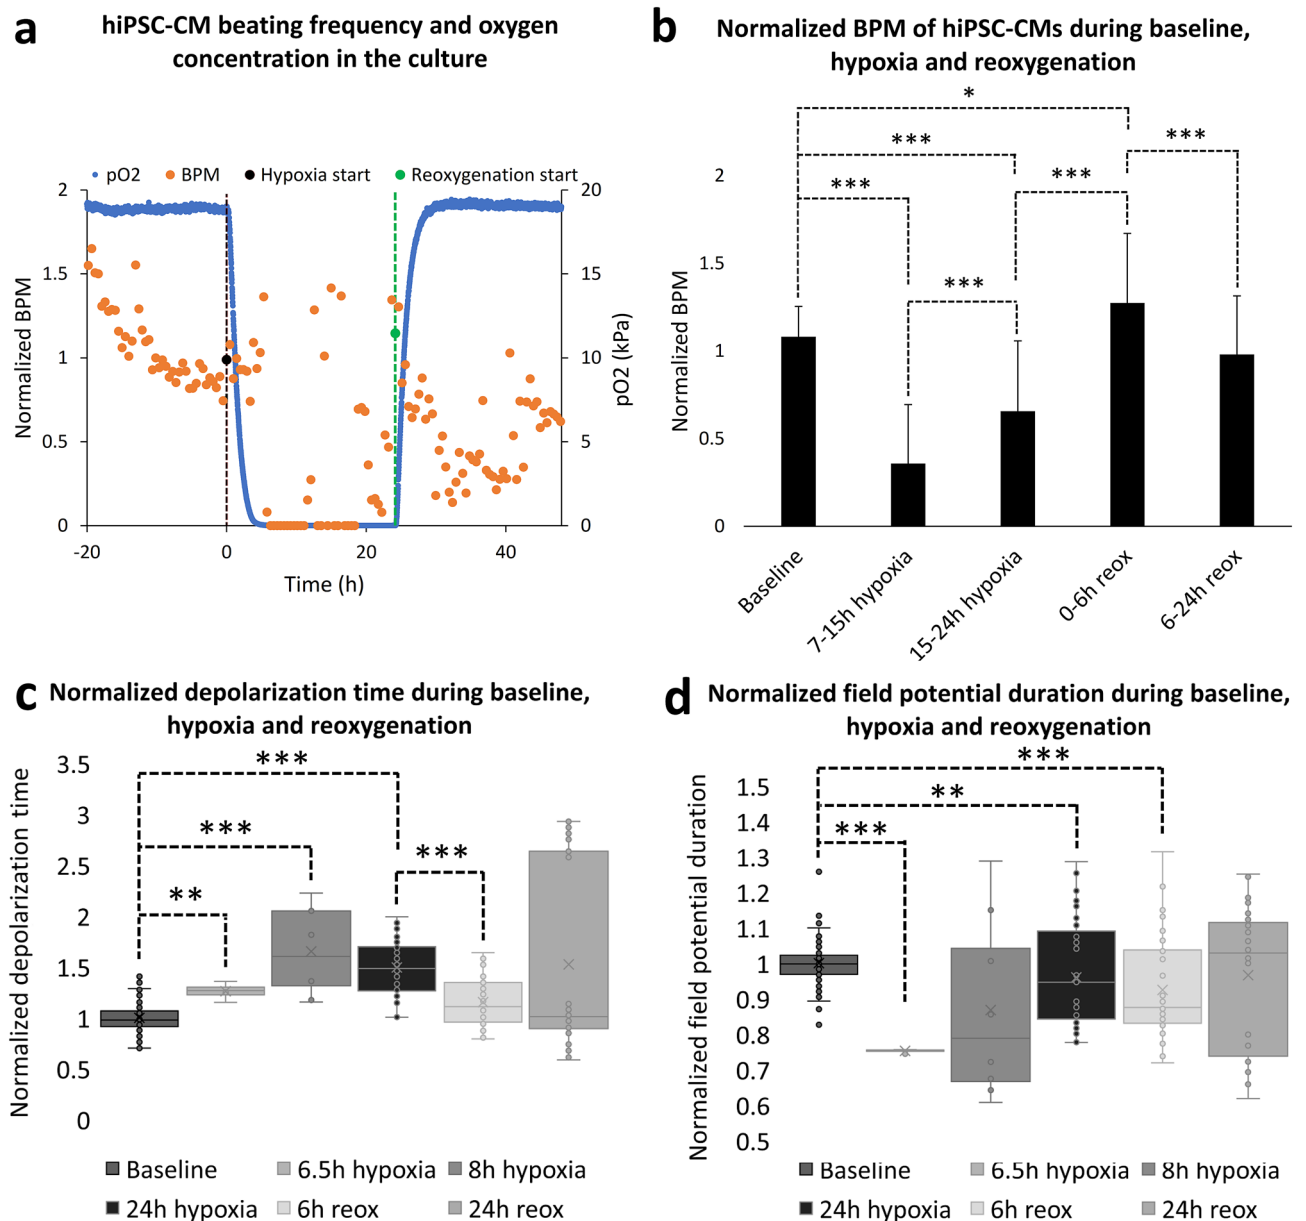 a
hiPSC-CM beating frequency and oxygen
concentration in the culture
pO2 BPM Hypoxia start Reoxygenation start
2
1.5
1
0.5
0
Normalized BPM
20
15
10
5
0
pO2 (kPa)
-20 0 20 40
Time (h)
b
Normalized BPM of hiPSC-CMs during baseline,
hypoxia and reoxygenation
*
***
***
***
***
***
2
1.5
1
0.5
0
Normalized BPM
Baseline
7-15h hypoxia
15-24h hypoxia
0-6h reox
6-24h reox
c
Normalized depolarization time during baseline,
hypoxia and reoxygenation
***
***
***
**
3.5
3
2.5
2
1.5
1
0.5
0
Normalized depolarization time
Baseline 6.5h hypoxia 8h hypoxia
24h hypoxia 6h reox 24h reox
d
Normalized field potential duration during baseline,
hypoxia and reoxygenation
***
**
***
1.5
1.4
1.3
1.2
1.1
1
0.9
0.8
0.7
0.6
0.5
Normalized field potential duration
Baseline 6.5h hypoxia 8h hypoxia
24h hypoxia 6h reox 24h reox